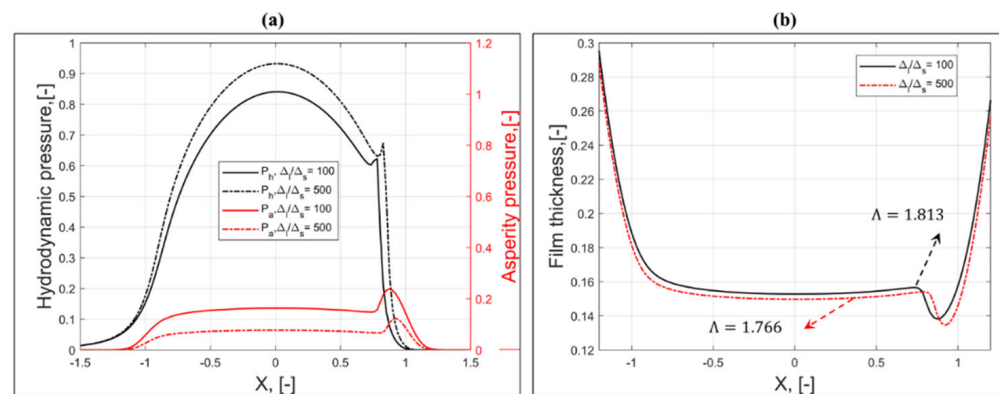 (a)
(b)
Hydrodynamic pressure,[-]
1
0.9
0.8
0.7
0.6
0.5
0.4
0.3
0.2
0.1
0
-1.5
-1
-0.5
0
0.5
1
1.5
X, [-]
1.2
1
0.8
0.6
0.4
0.2
0
Asperity pressure,[-]
P_h, Δ_l/Δ_s= 100
P_h,Δ_l/Δ_s= 500
P_a,Δ_l/Δ_s= 100
P_a,Δ_l/Δ_s= 500
Film thickness,[-]
0.3
0.28
0.26
0.24
0.22
0.2
0.18
0.16
0.14
0.12
-1
-0.5
0
0.5
1
X, [-]
Δ_l/Δ_s= 100
Δ_l/Δ_s= 500
Λ = 1.813
Λ = 1.766